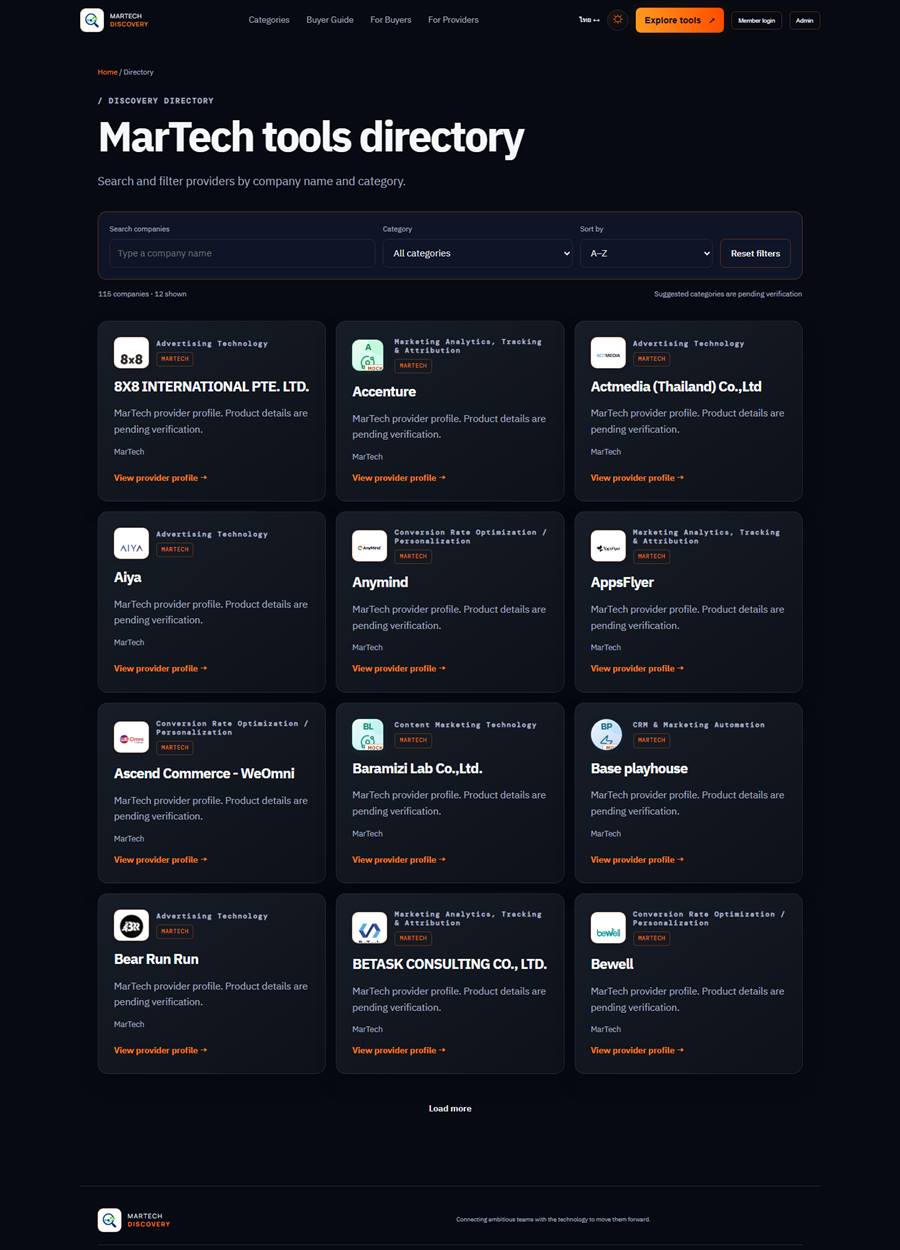 MARTECH
DISCOVERY
Categories Buyer Guide For Buyers For Providers
ไทย ↔
Explore tools ↗
Member login
Admin
Home / Directory
/ DISCOVERY DIRECTORY
MarTech tools directory
Search and filter providers by company name and category.
Search companies Category Sort by
Type a company name All categories A–Z Reset filters
115 companies · 12 shown Suggested categories are pending verification
8x8
Advertising Technology
MARTECH
8X8 INTERNATIONAL PTE. LTD.
MarTech provider profile. Product details are
pending verification.
MarTech
View provider profile →
A
MOCK
Marketing Analytics, Tracking
& Attribution
MARTECH
Accenture
MarTech provider profile. Product details are
pending verification.
MarTech
View provider profile →
Advertising Technology
MARTECH
Actmedia (Thailand) Co.,Ltd
MarTech provider profile. Product details are
pending verification.
MarTech
View provider profile →
AIYA
Advertising Technology
MARTECH
Aiya
MarTech provider profile. Product details are
pending verification.
MarTech
View provider profile →
AnyMind
Conversion Rate Optimization /
Personalization
MARTECH
Anymind
MarTech provider profile. Product details are
pending verification.
MarTech
View provider profile →
AppsFlyer
Marketing Analytics, Tracking
& Attribution
MARTECH
AppsFlyer
MarTech provider profile. Product details are
pending verification.
MarTech
View provider profile →
Conversion Rate Optimization /
Personalization
MARTECH
Ascend Commerce - WeOmni
MarTech provider profile. Product details are
pending verification.
MarTech
View provider profile →
BL
MOCK
Content Marketing Technology
MARTECH
Baramizi Lab Co.,Ltd.
MarTech provider profile. Product details are
pending verification.
MarTech
View provider profile →
BP
CRM & Marketing Automation
MARTECH
Base playhouse
MarTech provider profile. Product details are
pending verification.
MarTech
View provider profile →
Advertising Technology
MARTECH
Bear Run Run
MarTech provider profile. Product details are
pending verification.
MarTech
View provider profile →
Marketing Analytics, Tracking
& Attribution
MARTECH
BETASK CONSULTING CO., LTD.
MarTech provider profile. Product details are
pending verification.
MarTech
View provider profile →
bewell
Conversion Rate Optimization /
Personalization
MARTECH
Bewell
MarTech provider profile. Product details are
pending verification.
MarTech
View provider profile →
Load more
MARTECH
DISCOVERY
Connecting ambitious teams with the technology to move them forward.